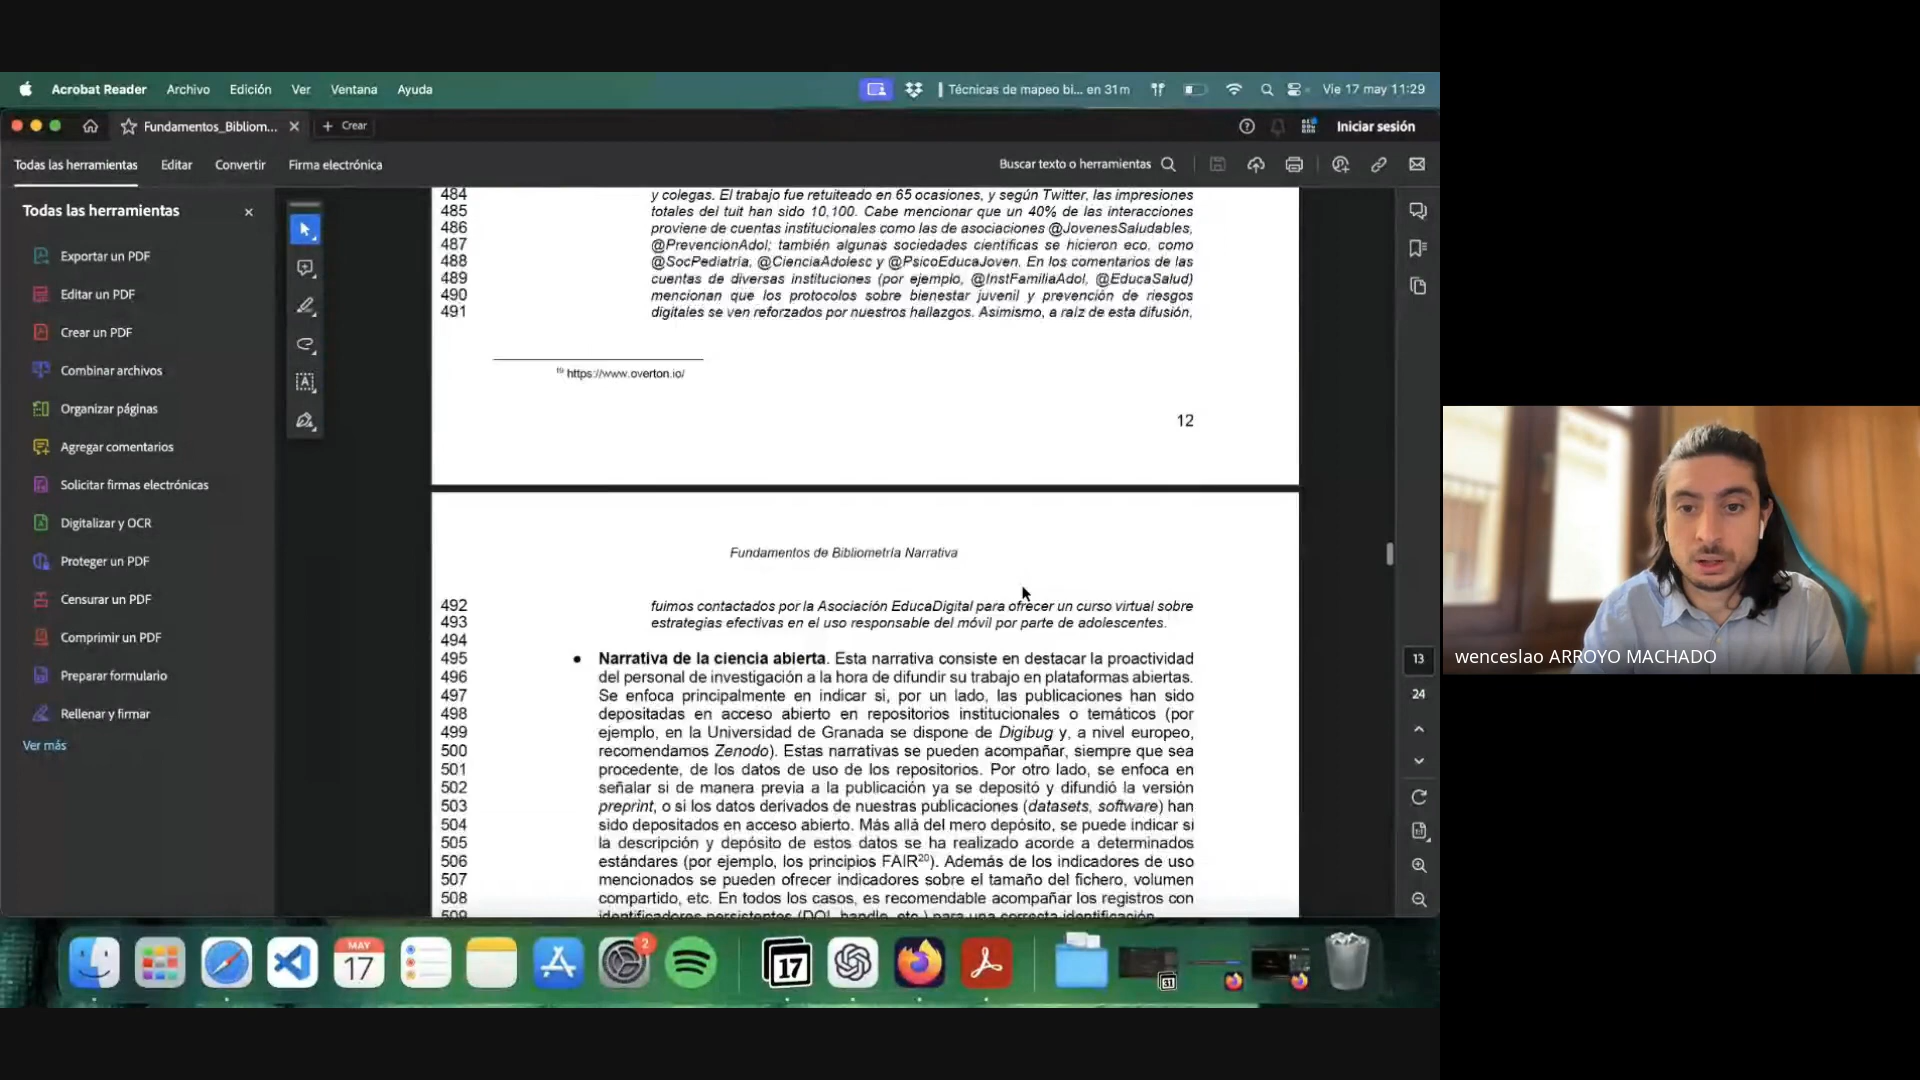 Acrobat Reader Archivo Edición Ver Ventana Ayuda
Técnicas de mapeo bi... en 31m
Vie 17 may 11:29
Fundamentos_Bibliom...
Crear
Iniciar sesión
Todas las herramientas Editar Convertir Firma electrónica
Buscar texto o herramientas
Todas las herramientas
Exportar un PDF
Editar un PDF
Crear un PDF
Combinar archivos
Organizar páginas
Agregar comentarios
Solicitar firmas electrónicas
Digitalizar y OCR
Proteger un PDF
Censurar un PDF
Comprimir un PDF
Preparar formulario
Rellenar y firmar
Ver más
484 y colegas. El trabajo fue retuiteado en 65 ocasiones, y según Twitter, las impresiones
485 totales del tuit han sido 10,100. Cabe mencionar que un 40% de las interacciones
486 proviene de cuentas institucionales como las de asociaciones @JovenesSaludables,
487 @PrevencionAdol; también algunas sociedades científicas se hicieron eco, como
488 @SocPediatría, @CienciaAdolesc y @PsicoEducaJoven. En los comentarios de las
489 cuentas de diversas instituciones (por ejemplo, @InstFamiliaAdol, @EducaSalud)
490 mencionan que los protocolos sobre bienestar juvenil y prevención de riesgos
491 digitales se ven reforzados por nuestros hallazgos. Asimismo, a raíz de esta difusión,
19 https://www.overton.io/
12
Fundamentos de Bibliometría Narrativa
492 fuimos contactados por la Asociación EducaDigital para ofrecer un curso virtual sobre
493 estrategias efectivas en el uso responsable del móvil por parte de adolescentes.
494
495 • Narrativa de la ciencia abierta. Esta narrativa consiste en destacar la proactividad
496 del personal de investigación a la hora de difundir su trabajo en plataformas abiertas.
497 Se enfoca principalmente en indicar si, por un lado, las publicaciones han sido
498 depositadas en acceso abierto en repositorios institucionales o temáticos (por
499 ejemplo, en la Universidad de Granada se dispone de Digibug y, a nivel europeo,
500 recomendamos Zenodo). Estas narrativas se pueden acompañar, siempre que sea
501 procedente, de los datos de uso de los repositorios. Por otro lado, se enfoca en
502 señalar si de manera previa a la publicación ya se depositó y difundió la versión
503 preprint, o si los datos derivados de nuestras publicaciones (datasets, software) han
504 sido depositados en acceso abierto. Más allá del mero depósito, se puede indicar si
505 la descripción y depósito de estos datos se ha realizado acorde a determinados
506 estándares (por ejemplo, los principios FAIR20). Además de los indicadores de uso
507 mencionados se pueden ofrecer indicadores sobre el tamaño del fichero, volumen
508 compartido, etc. En todos los casos, es recomendable acompañar los registros con
509 identificadores persistentes (DOI, handle, etc.) para una correcta identificación.
13
24
wenceslao ARROYO MACHADO
MAY
17
2
17
31